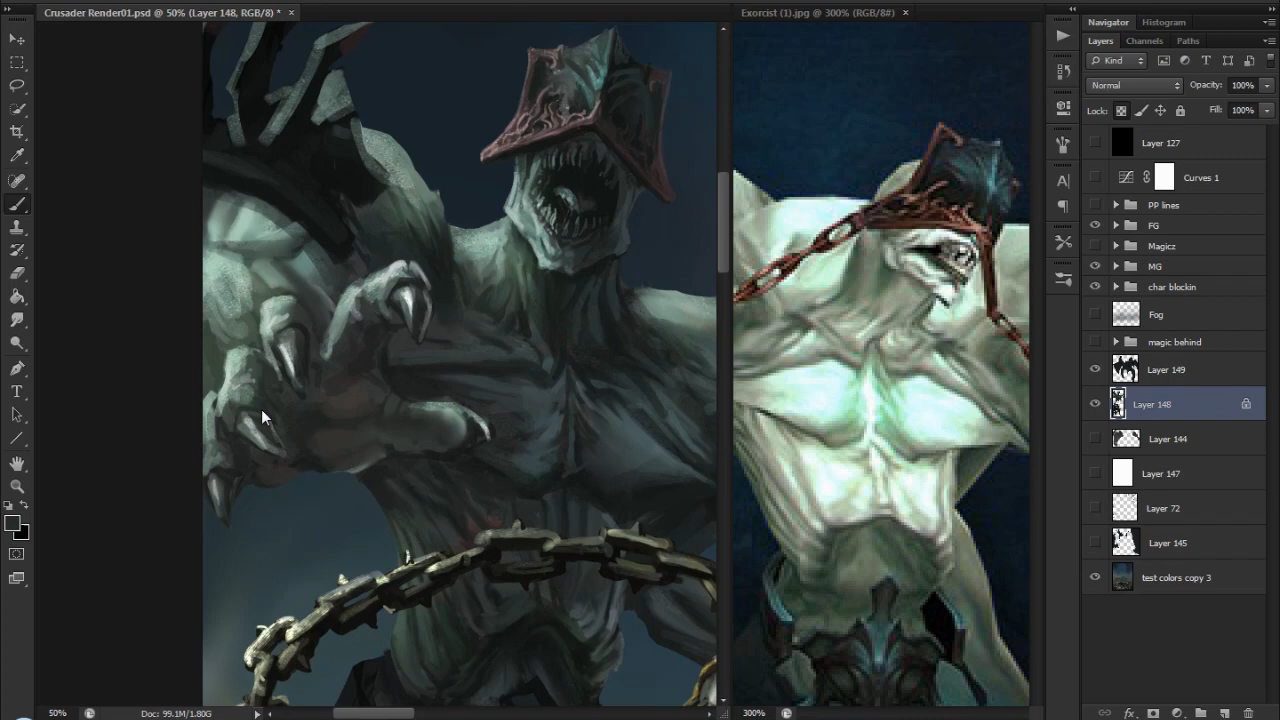 Crusader Render01.psd @ 50% (Layer 148, RGB/8) * ×
Exorcist (1).jpg @ 300% (RGB/8#) ×
Navigator Histogram
Layers Channels Paths
Kind
Normal Opacity: 100%
Lock: Fill: 100%
Layer 127
Curves 1
PP lines
FG
Magicz
MG
char blockin
Fog
magic behind
Layer 149
Layer 148
Layer 144
Layer 147
Layer 72
Layer 145
test colors copy 3
50% Doc: 99.1M/1.80G
300%